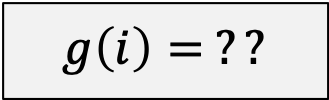 g(i) = ??